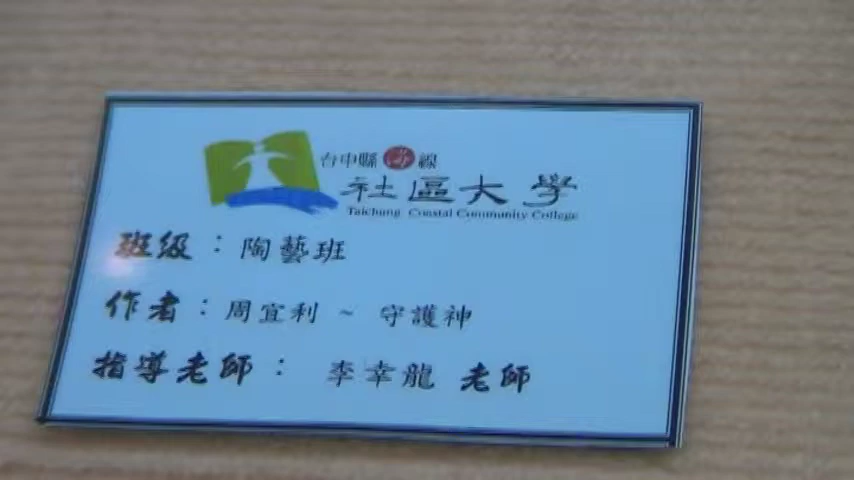 台中縣海線
社區大學
Taichung Coastal Community College
班級：陶藝班
作者：周宜利 ~ 守護神
指導老師： 李幸龍 老師